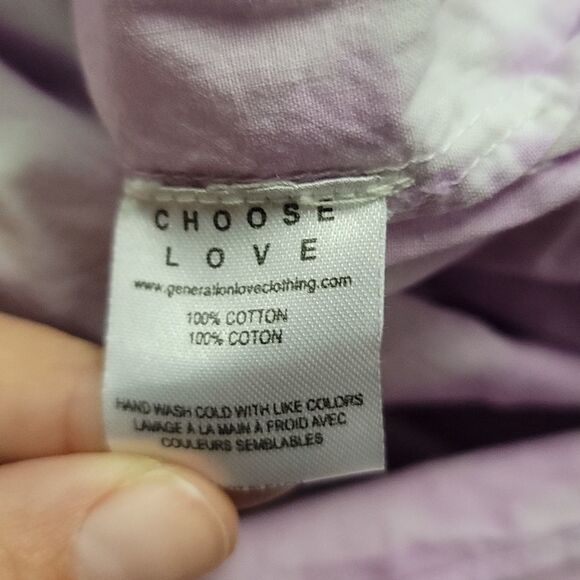 CHOOSE
LOVE
www.generationloveclothing.com
100% COTTON
100% COTON
HAND WASH COLD WITH LIKE COLORS
LAVAGE A LA MAIN À FROID AVEC
COULEURS SEMBLABLES